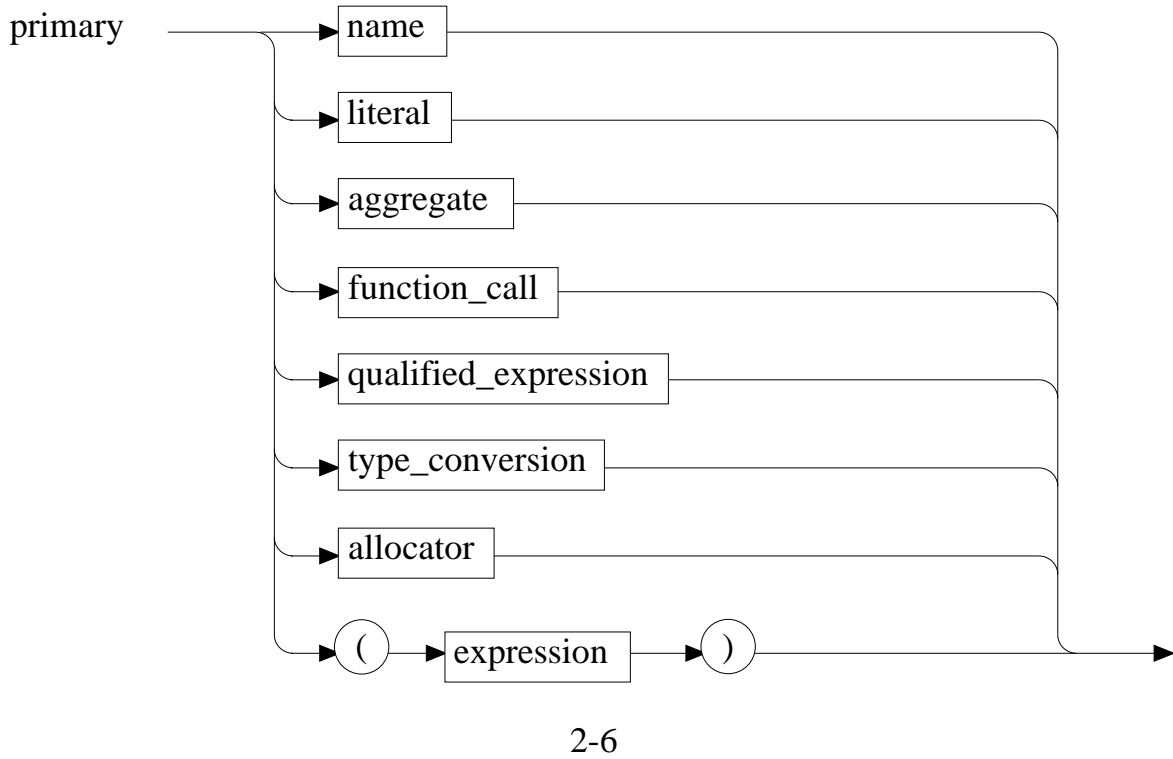 primary name
literal
aggregate
function_call
qualified_expression
type_conversion
allocator
( expression )
2-6